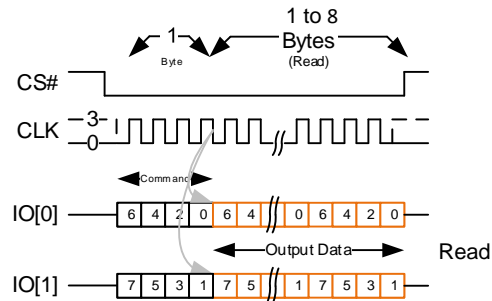 1 to 8
1
Bytes
Byte
(Read)
CS#
3
CLK
0
Command
IO[0] 6 4 2 0 6 4 0 6 4 2 0
Output Data
Read
IO[1] 7 5 3 1 7 5 1 7 5 3 1